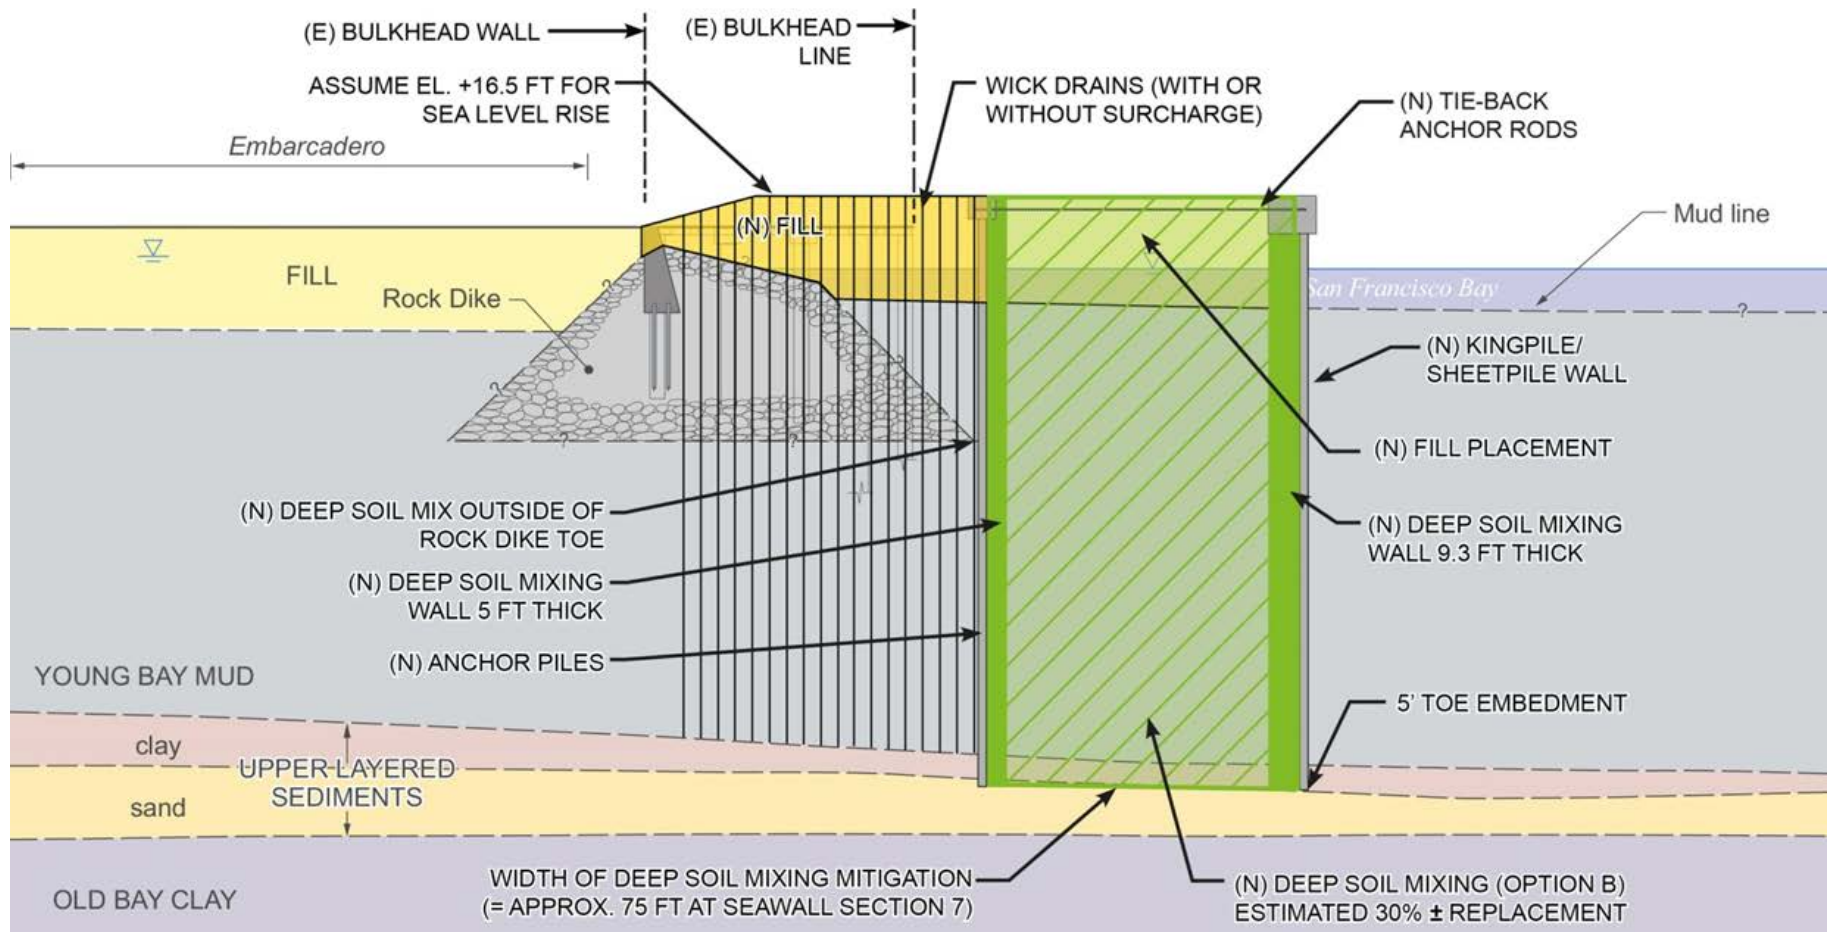 (E) BULKHEAD WALL
(E) BULKHEAD
LINE
ASSUME EL. +16.5 FT FOR
SEA LEVEL RISE
WICK DRAINS (WITH OR
WITHOUT SURCHARGE)
(N) TIE-BACK
ANCHOR RODS
Embarcadero
(N) FILL
Mud line
FILL
Rock Dike
San Francisco Bay
?
?
?
?
?
?
?
(N) KINGPILE/
SHEETPILE WALL
(N) FILL PLACEMENT
(N) DEEP SOIL MIX OUTSIDE OF
ROCK DIKE TOE
(N) DEEP SOIL MIXING
WALL 9.3 FT THICK
(N) DEEP SOIL MIXING
WALL 5 FT THICK
(N) ANCHOR PILES
YOUNG BAY MUD
5' TOE EMBEDMENT
clay
UPPER LAYERED
SEDIMENTS
sand
OLD BAY CLAY
WIDTH OF DEEP SOIL MIXING MITIGATION
(= APPROX. 75 FT AT SEAWALL SECTION 7)
(N) DEEP SOIL MIXING (OPTION B)
ESTIMATED 30% ± REPLACEMENT